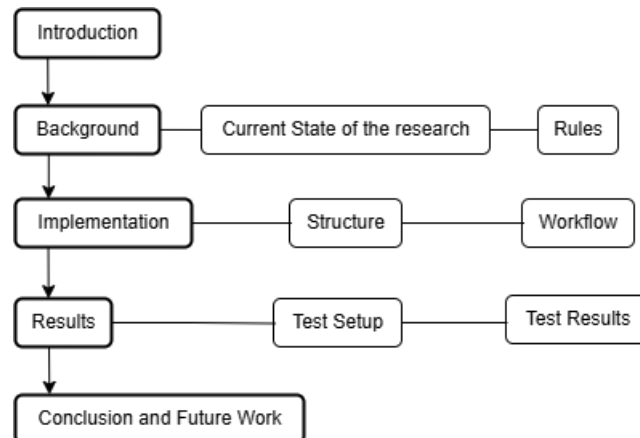 Introduction
Background
Current State of the research
Rules
Implementation
Structure
Workflow
Results
Test Setup
Test Results
Conclusion and Future Work